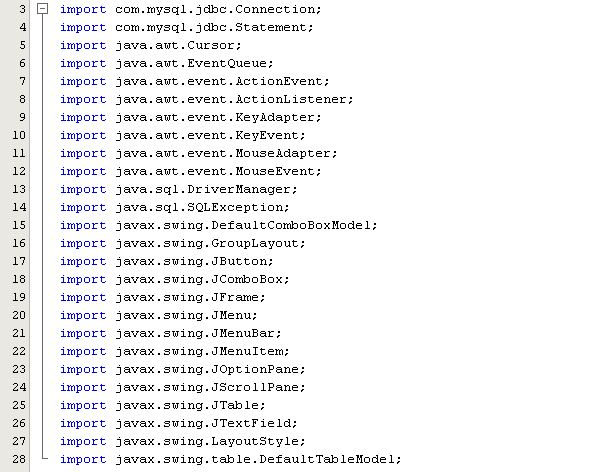 3 import com.mysql.jdbc.Connection;
4 import com.mysql.jdbc.Statement;
5 import java.awt.Cursor;
6 import java.awt.EventQueue;
7 import java.awt.event.ActionEvent;
8 import java.awt.event.ActionListener;
9 import java.awt.event.KeyAdapter;
10 import java.awt.event.KeyEvent;
11 import java.awt.event.MouseAdapter;
12 import java.awt.event.MouseEvent;
13 import java.sql.DriverManager;
14 import java.sql.SQLException;
15 import javax.swing.DefaultComboBoxModel;
16 import javax.swing.GroupLayout;
17 import javax.swing.JButton;
18 import javax.swing.JComboBox;
19 import javax.swing.JFrame;
20 import javax.swing.JMenu;
21 import javax.swing.JMenuBar;
22 import javax.swing.JMenuItem;
23 import javax.swing.JOptionPane;
24 import javax.swing.JScrollPane;
25 import javax.swing.JTable;
26 import javax.swing.JTextField;
27 import javax.swing.LayoutStyle;
28 import javax.swing.table.DefaultTableModel;